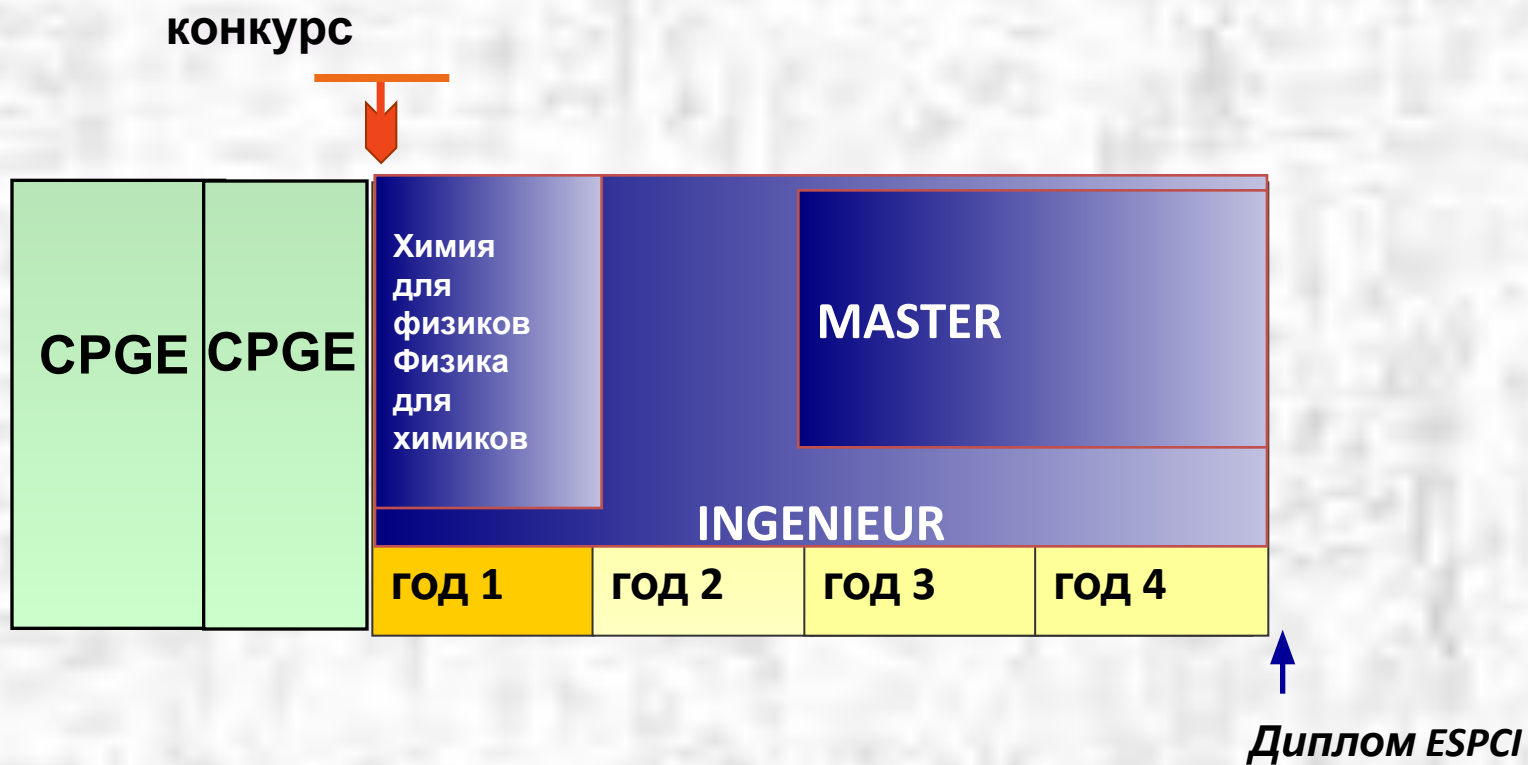 конкурс
CPGE
CPGE
Химия
для
физиков
Физика
для
химиков
MASTER
INGENIEUR
год 1
год 2
год 3
год 4
Диплом ESPCI